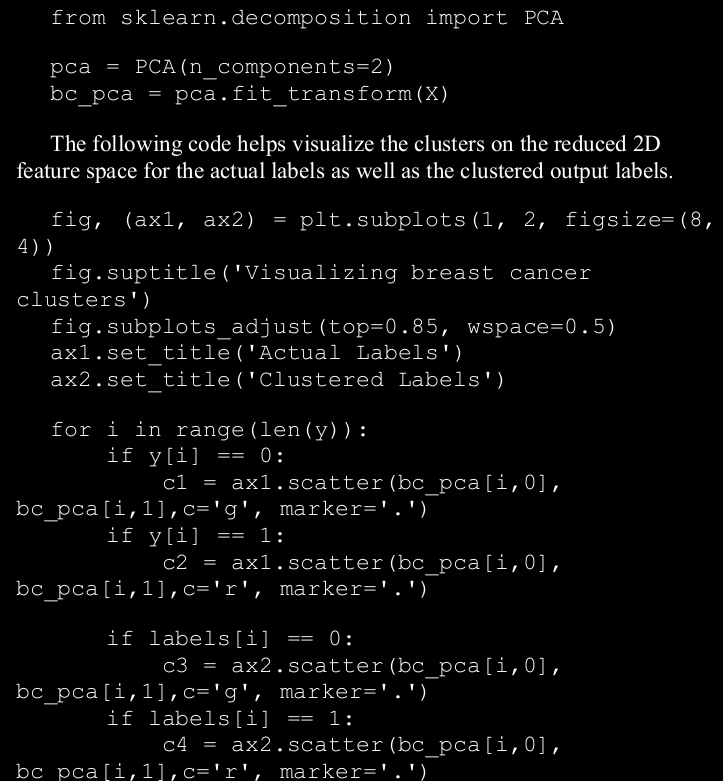 from sklearn.decomposition import PCA
pca = PCA(n_components=2)
bc_pca = pca.fit_transform(X)
The following code helps visualize the clusters on the reduced 2D
feature space for the actual labels as well as the clustered output labels.
fig, (ax1, ax2) = plt.subplots(1, 2, figsize=(8,
4))
fig.suptitle('Visualizing breast cancer
clusters')
fig.subplots_adjust(top=0.85, wspace=0.5)
ax1.set_title('Actual Labels')
ax2.set_title('Clustered Labels')
for i in range(len(y)):
    if y[i] == 0:
        c1 = ax1.scatter(bc_pca[i,0],
bc_pca[i,1],c='g', marker='.')
    if y[i] == 1:
        c2 = ax1.scatter(bc_pca[i,0],
bc_pca[i,1],c='r', marker='.')
    if labels[i] == 0:
        c3 = ax2.scatter(bc_pca[i,0],
bc_pca[i,1],c='g', marker='.')
    if labels[i] == 1:
        c4 = ax2.scatter(bc_pca[i,0],
bc_pca[i,1],c='r', marker='.')